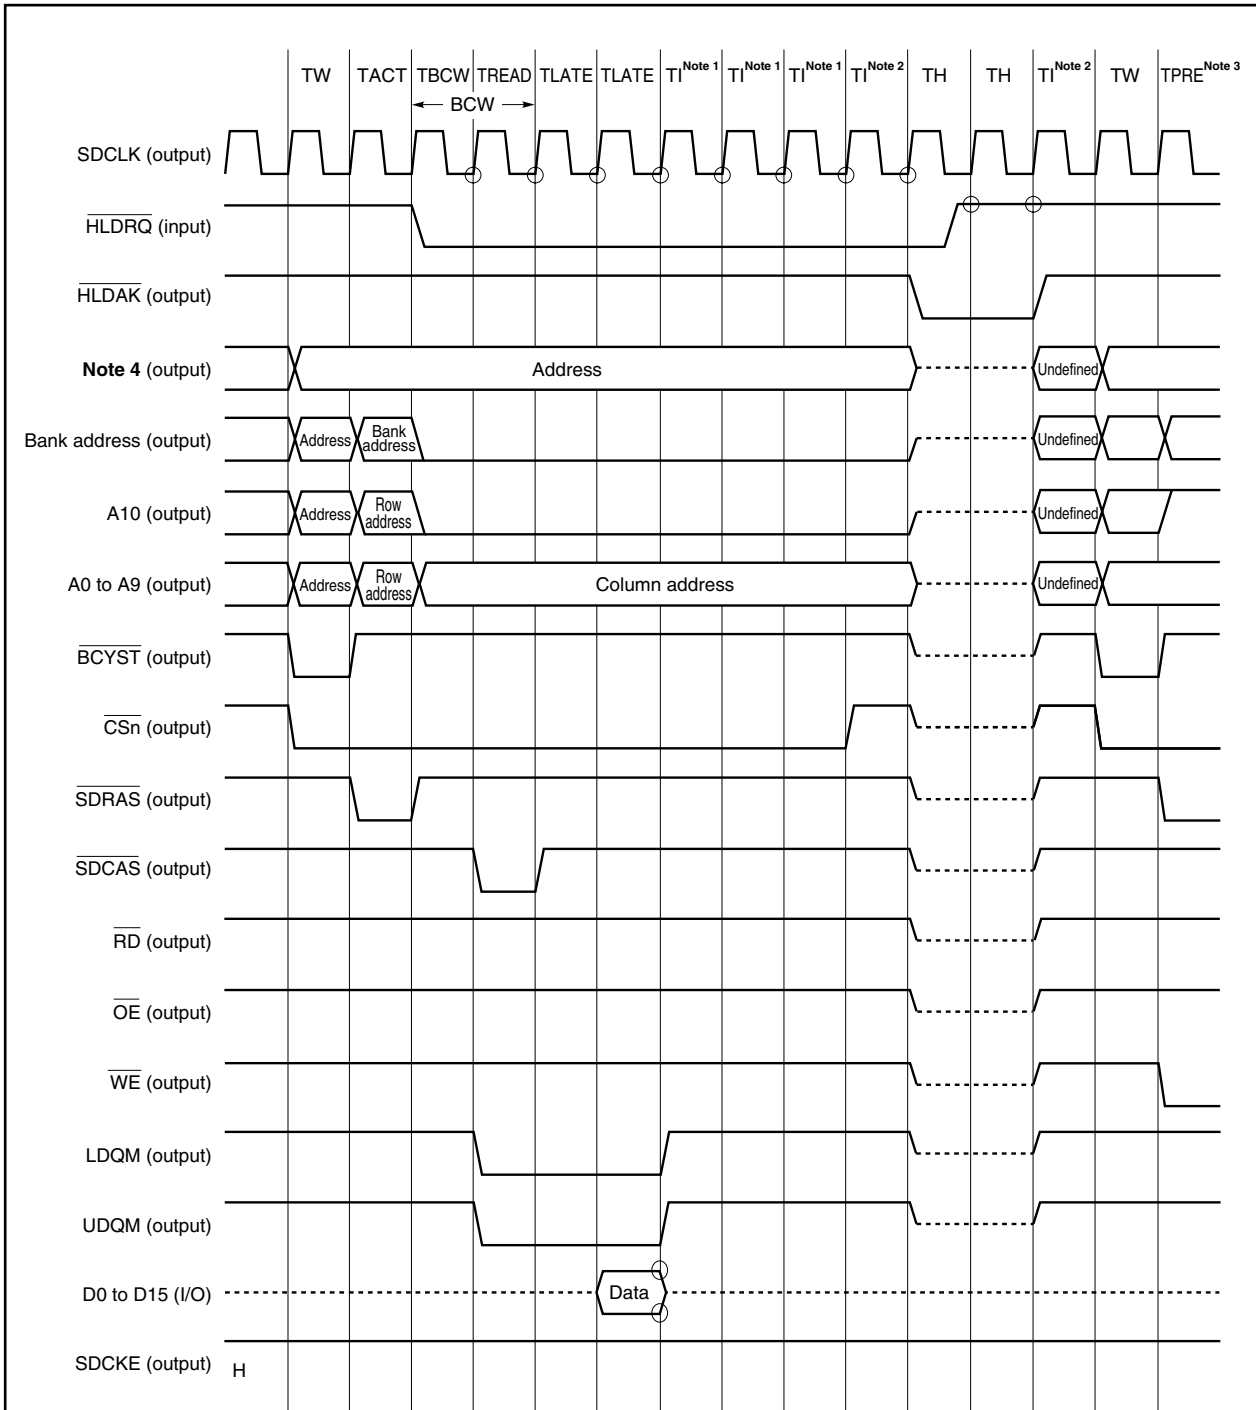 TW TACT TBCW TREAD TLATE TLATE TI Note 1 TI Note 1 TI Note 1 TI Note 2 TH TH TI Note 2 TW TPRE Note 3
BCW
SDCLK (output)
HLDRQ (input)
HLDAK (output)
Note 4 (output) Address Undefined
Bank address (output) Address Bank address Undefined
A10 (output) Address Row address Undefined
A0 to A9 (output) Address Row address Column address Undefined
BCYST (output)
CSn (output)
SDRAS (output)
SDCAS (output)
RD (output)
OE (output)
WE (output)
LDQM (output)
UDQM (output)
D0 to D15 (I/O) Data
SDCKE (output) H